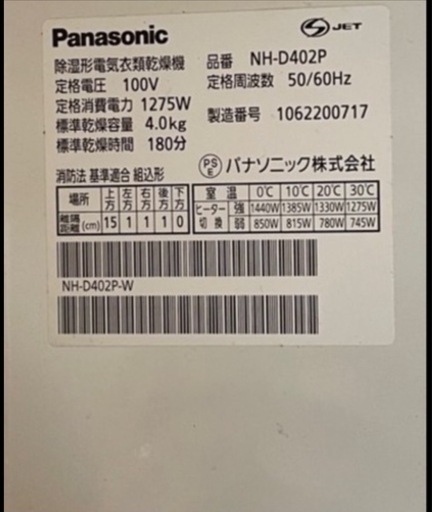 Panasonic
S JET
除湿形電気衣類乾燥機 品番 NH-D402P
定格電圧 100V 定格周波数 50/60Hz
定格消費電力 1275W
標準乾燥容量 4.0kg 製造番号 1062200717
標準乾燥時間 180分
PSE パナソニック株式会社
消防法 基準適合 組込形
場所 上方 左方 右方 後方 下方
離隔距離(cm) 15 1 1 1 0
室温 0℃ 10℃ 20℃ 30℃
ヒーター切換 強 1440W 1385W 1330W 1275W
弱 850W 815W 780W 745W
NH-D402P-W